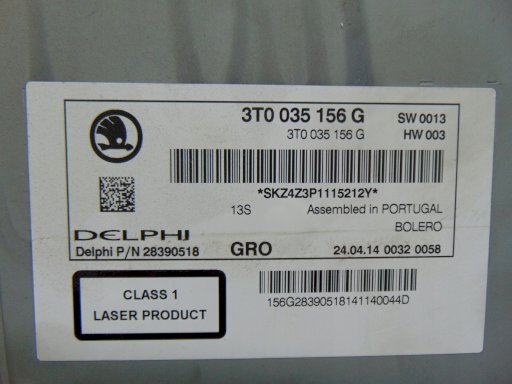 3T0 035 156 G SW 0013
3T0 035 156 G HW 003
*SKZ4Z3P1115212Y*
13S Assembled in PORTUGAL
BOLERO
DELPHI
Delphi P/N 28390518 GRO 24.04.14 0032 0058
CLASS 1
LASER PRODUCT
156G28390518141140044D